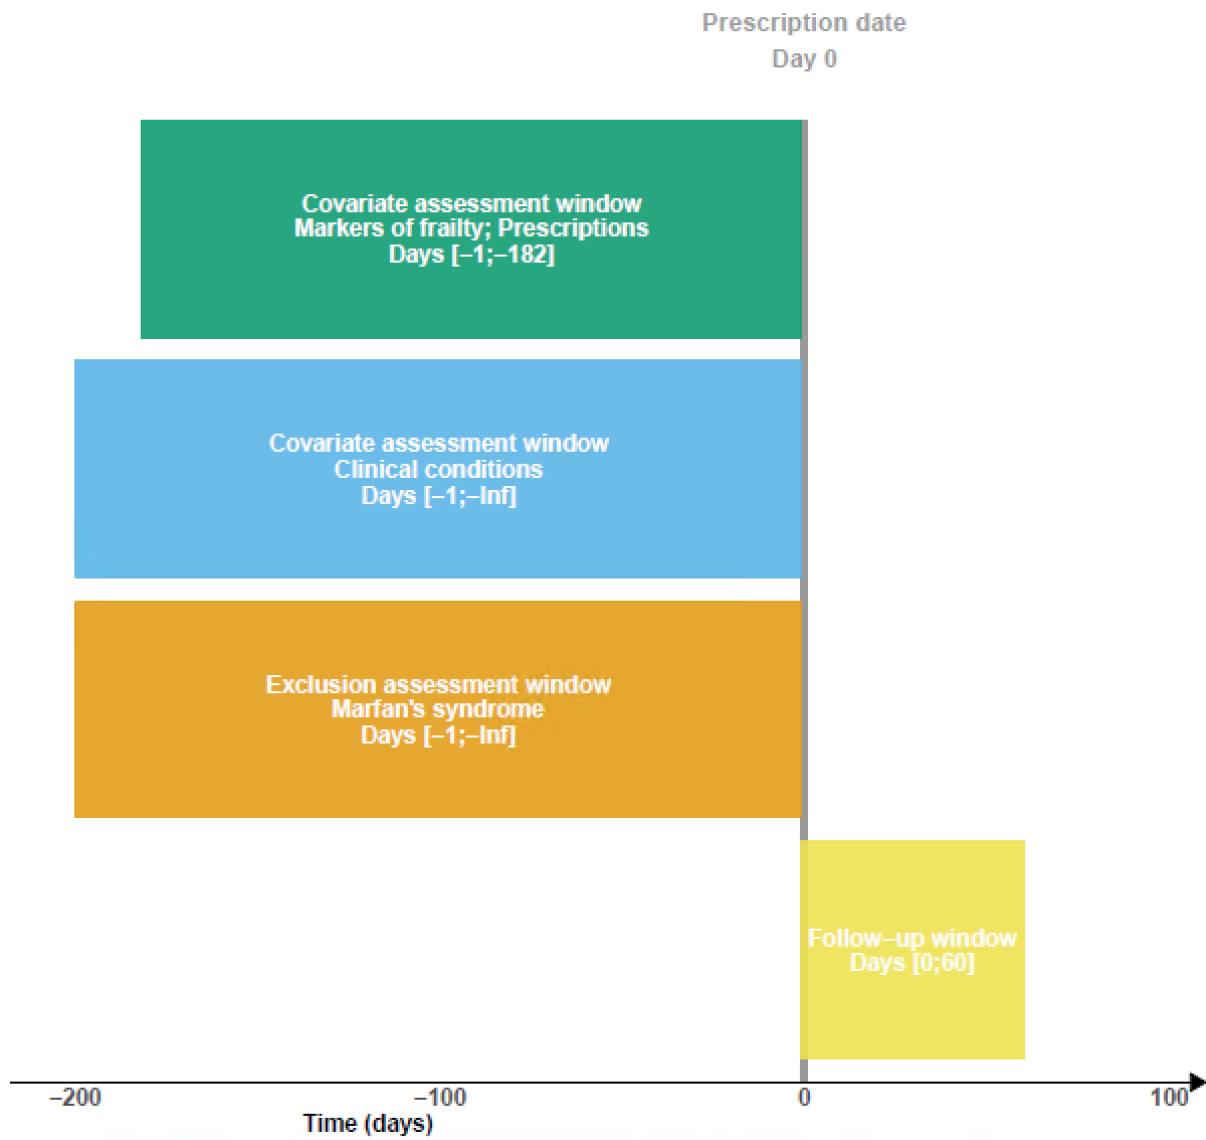 Prescription date
Day 0
Covariate assessment window
Markers of frailty; Prescriptions
Days [–1;–182]
Covariate assessment window
Clinical conditions
Days [–1;–Inf]
Exclusion assessment window
Marfan's syndrome
Days [–1;–Inf]
Follow–up window
Days [0;60]
–200 –100 0 100
Time (days)